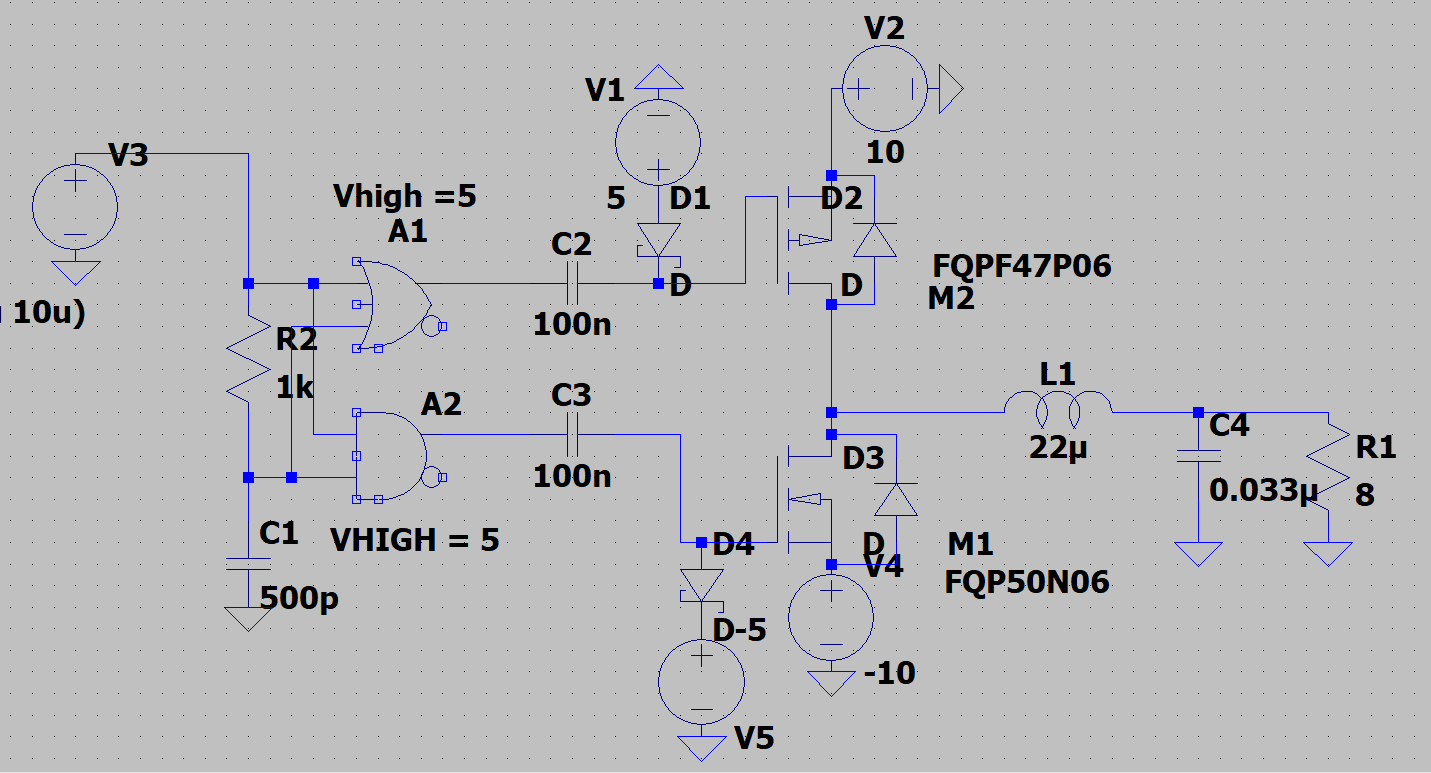 V2
V1
10
V3
Vhigh =5
A1
5
D1
D2
C2
100n
D
D
FQPF47P06
M2
10u)
R2
1k
L1
22µ
A2
C3
100n
C4
0.033µ
R1
8
D3
C1
500p
VHIGH = 5
D4
D
V4
M1
FQP50N06
D
-5
-10
V5